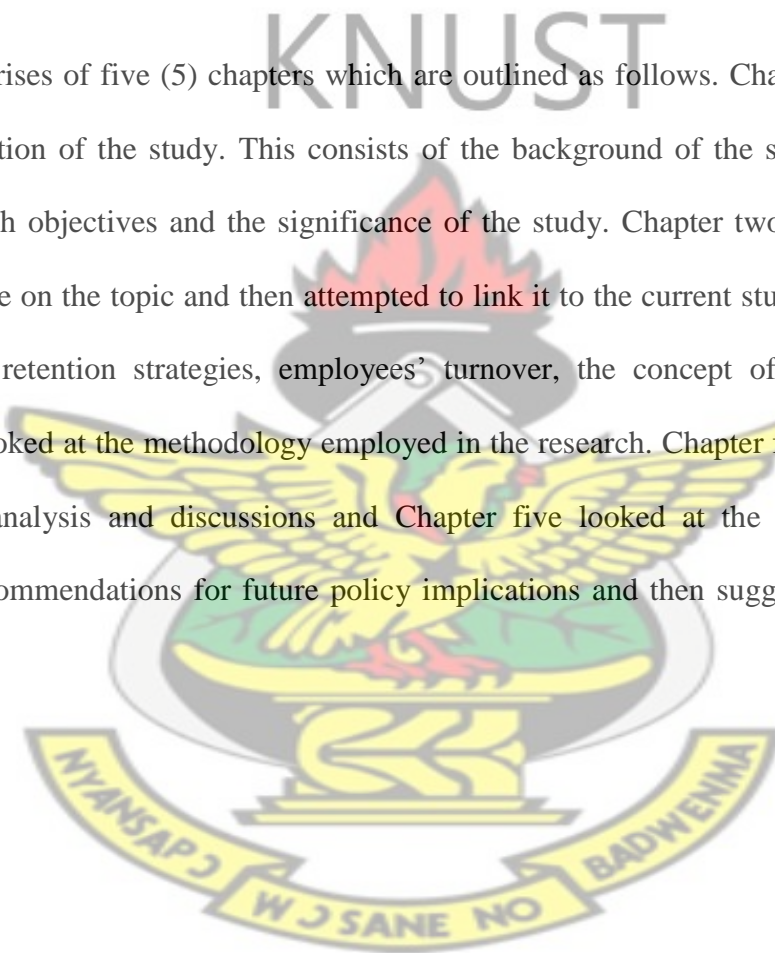 KNUST
rises of five (5) chapters which are outlined as follows. Cha
tion of the study. This consists of the background of the s
h objectives and the significance of the study. Chapter two
e on the topic and then attempted to link it to the current stu
retention strategies, employees’ turnover, the concept of
oked at the methodology employed in the research. Chapter
analysis and discussions and Chapter five looked at the
ommendations for future policy implications and then sugg
NYANSAPƆ
WƆSANE NO
BADWENMA